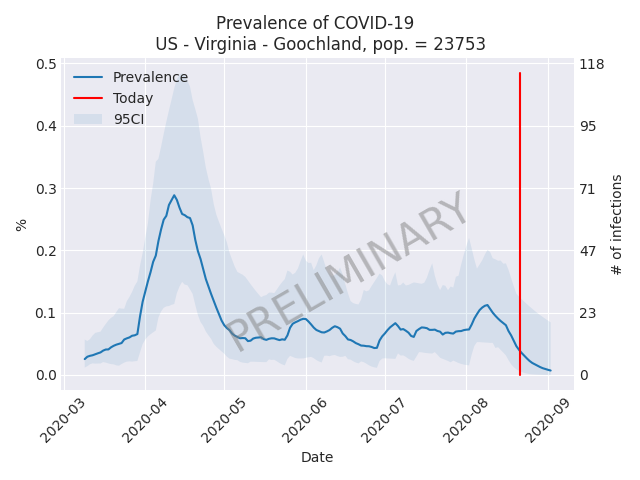 Prevalence of COVID-19
US - Virginia - Goochland, pop. = 23753
Prevalence
Today
95CI
PRELIMINARY
%
0.5
0.4
0.3
0.2
0.1
0.0
118
95
71
47
23
0
# of infections
2020-03
2020-04
2020-05
2020-06
2020-07
2020-08
2020-09
Date